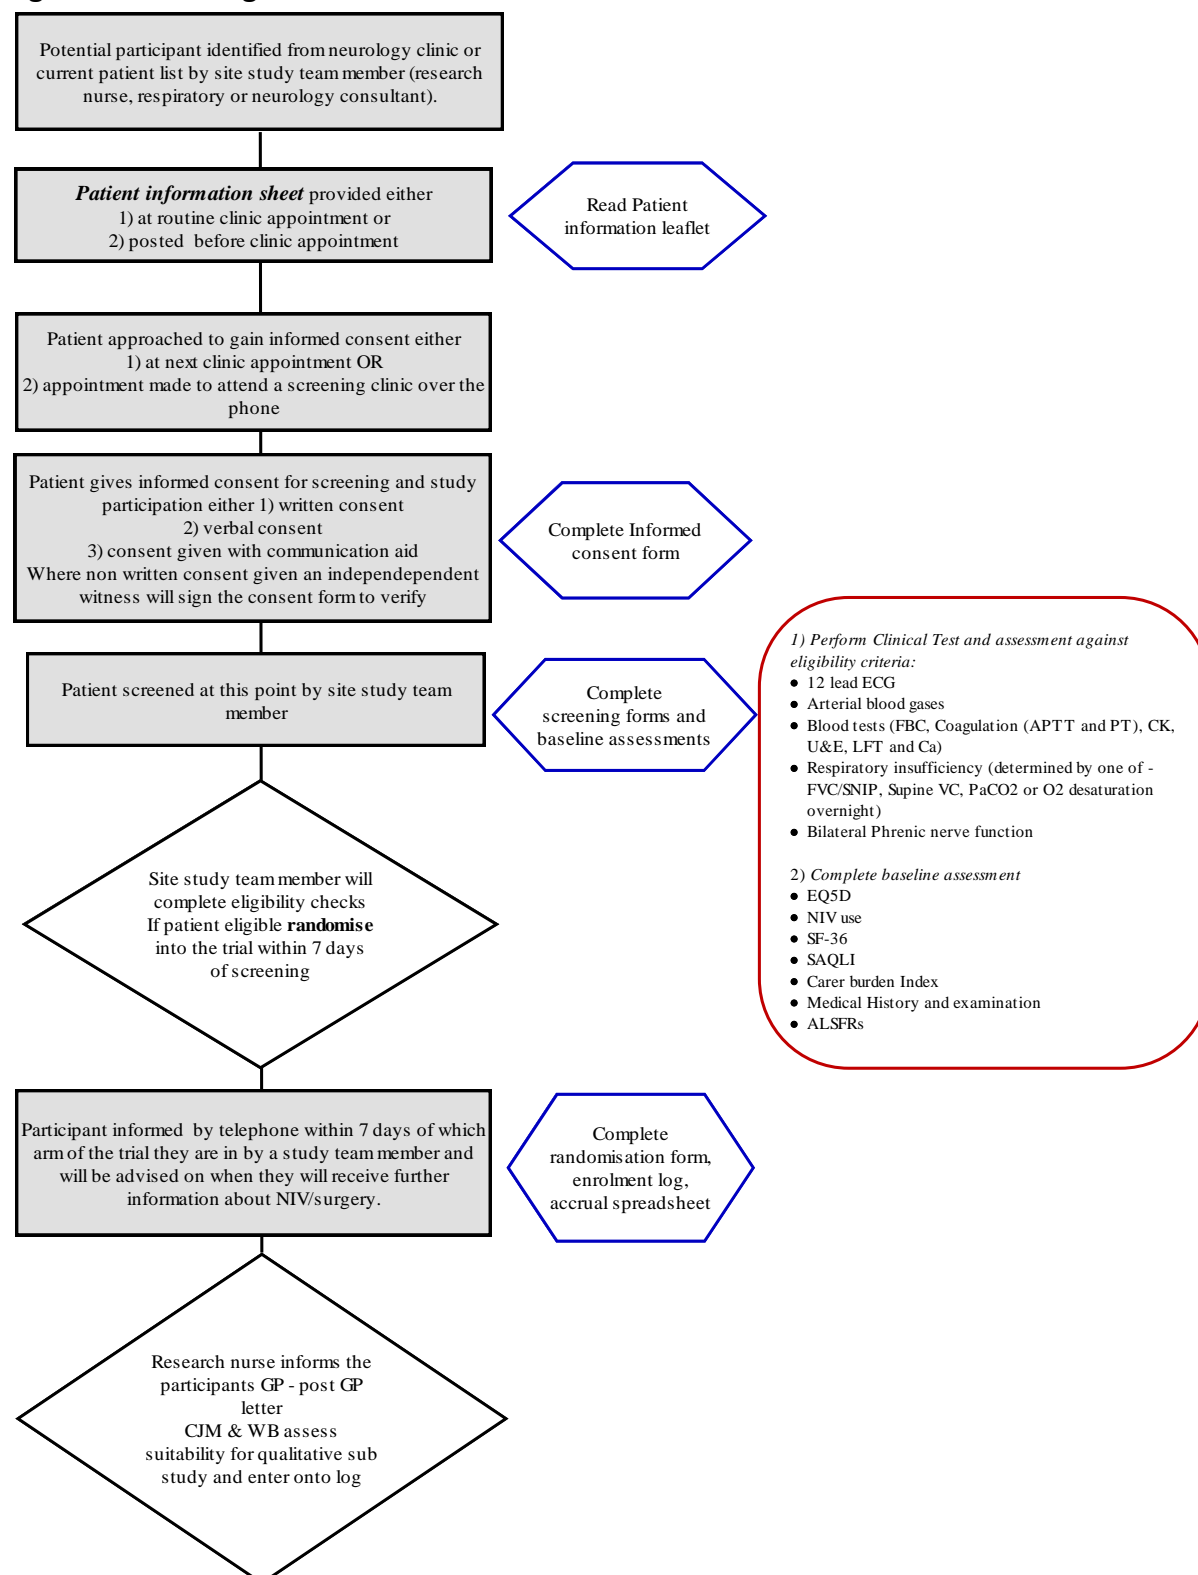 Potential participant identified from neurology clinic or
current patient list by site study team member (research
nurse, respiratory or neurology consultant).
Patient information sheet provided either
1) at routine clinic appointment or
2) posted before clinic appointment
Read Patient
information leaflet
Patient approached to gain informed consent either
1) at next clinic appointment OR
2) appointment made to attend a screening clinic over the
phone
Patient gives informed consent for screening and study
participation either 1) written consent
2) verbal consent
3) consent given with communication aid
Where non written consent given an independependent
witness will sign the consent form to verify
Complete Informed
consent form
Patient screened at this point by site study team
member
Complete
screening forms and
baseline assessments
1) Perform Clinical Test and assessment against
eligibility criteria:
● 12 lead ECG
● Arterial blood gases
● Blood tests (FBC, Coagulation (APTT and PT), CK,
U&E, LFT and Ca)
● Respiratory insufficiency (determined by one of -
FVC/SNIP, Supine VC, PaCO2 or O2 desaturation
overnight)
● Bilateral Phrenic nerve function
2) Complete baseline assessment
● EQ5D
● NIV use
● SF-36
● SAQLI
● Carer burden Index
● Medical History and examination
● ALSFRs
Site study team member will
complete eligibility checks
If patient eligible randomise
into the trial within 7 days
of screening
Participant informed by telephone within 7 days of which
arm of the trial they are in by a study team member and
will be advised on when they will receive further
information about NIV/surgery.
Complete
randomisation form,
enrolment log,
accrual spreadsheet
Research nurse informs the
participants GP - post GP
letter
CJM & WB assess
suitability for qualitative sub
study and enter onto log